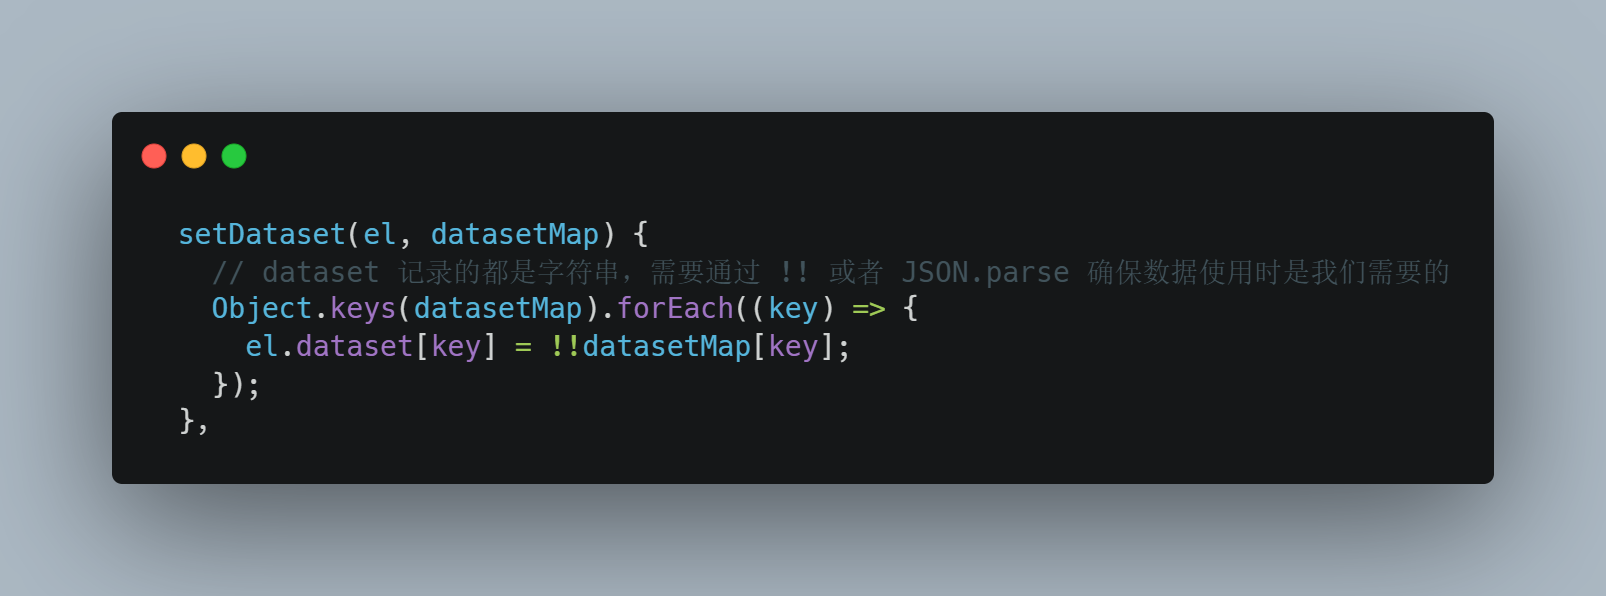 setDataset(el, datasetMap) {
  // dataset 记录的都是字符串，需要通过 !! 或者 JSON.parse 确保数据使用时是我们需要的
  Object.keys(datasetMap).forEach((key) => {
    el.dataset[key] = !!datasetMap[key];
  });
},